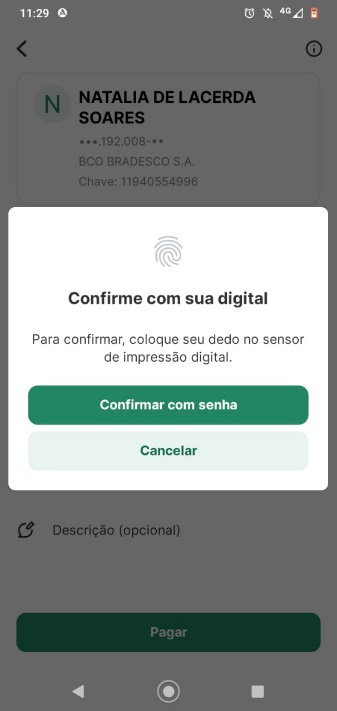 11:29
4G
N
NATALIA DE LACERDA
SOARES
•••.192.008-••
BCO BRADESCO S.A.
Chave: 11940554996
Confirme com sua digital
Para confirmar, coloque seu dedo no sensor
de impressão digital.
Confirmar com senha
Cancelar
Descrição (opcional)
Pagar